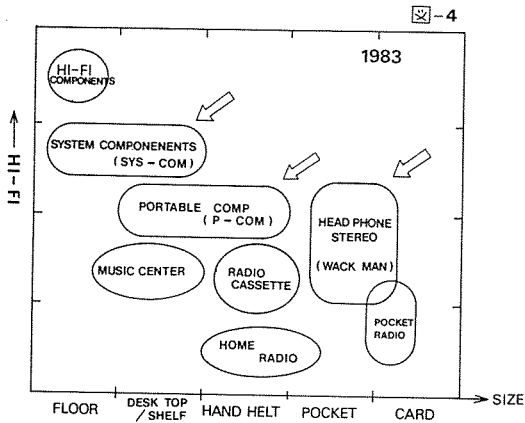 図-4
1983
HI-FI
COMPONENTS
SYSTEM COMPONENENTS
(SYS-COM)
PORTABLE COMP
(P-COM)
HEAD PHONE
STEREO
(WACK MAN)
MUSIC CENTER
RADIO
CASSETTE
POCKET
RADIO
HOME
RADIO
HI-FI
SIZE
FLOOR
DESK TOP
/ SHELF
HAND HELT
POCKET
CARD